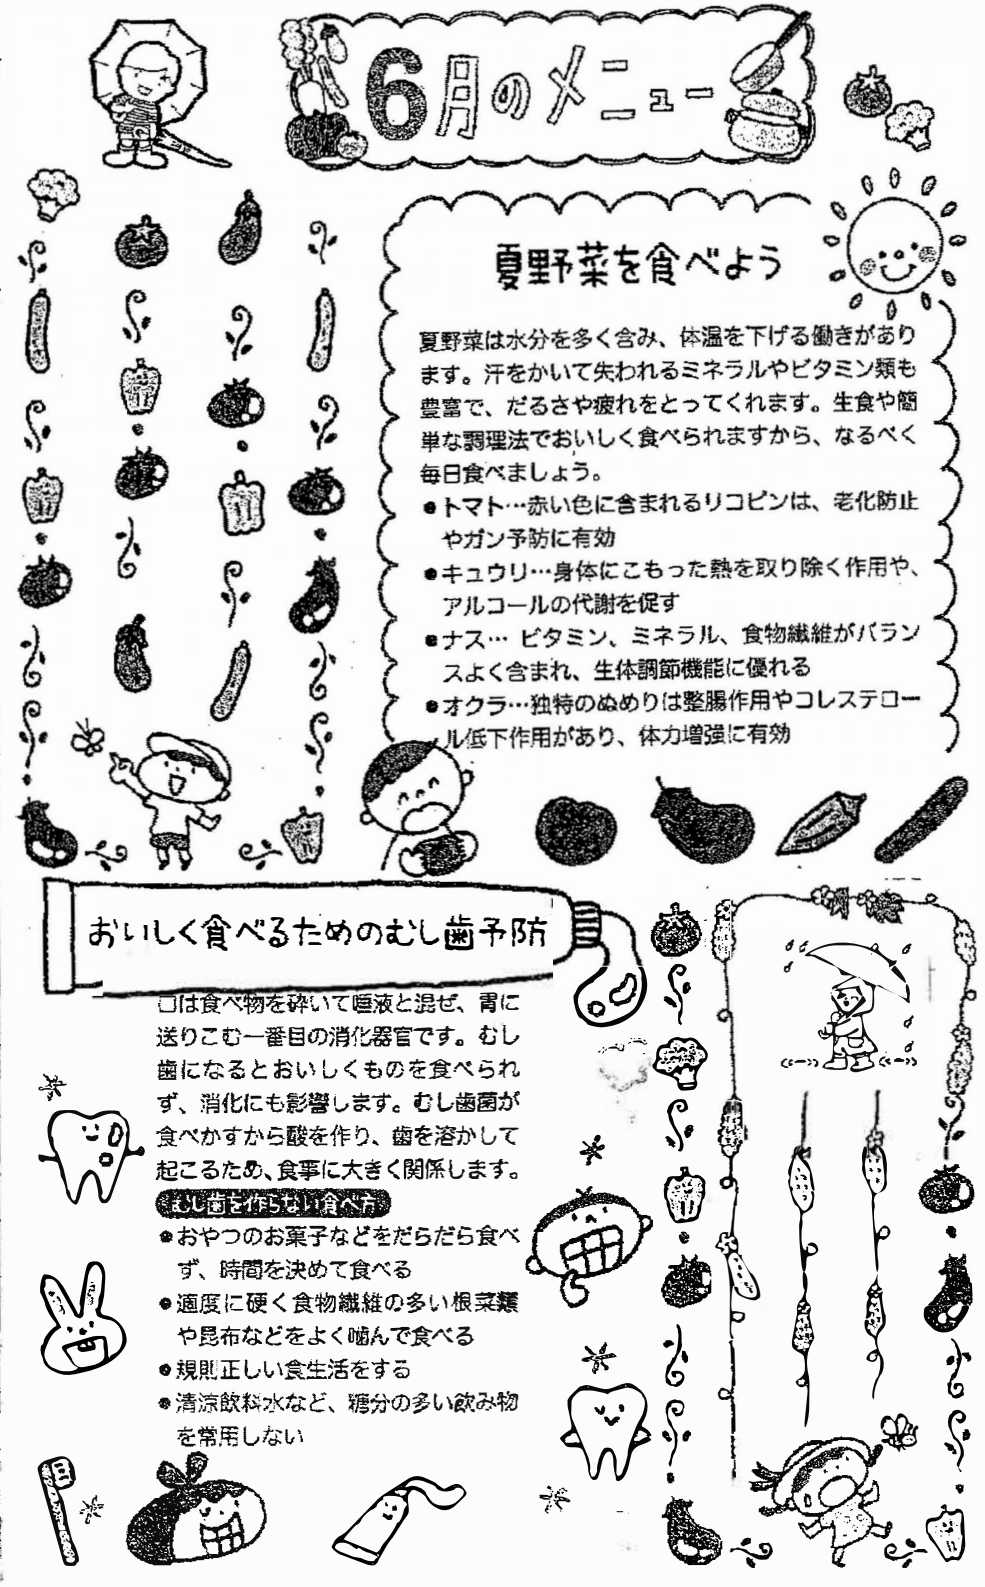 6月のメニュー
夏野菜を食べよう
夏野菜は水分を多く含み、体温を下げる働きがあり
ます。汗をかいて失われるミネラルやビタミン類も
豊富で、だるさや疲れをとってくれます。生食や簡
単な調理法でおいしく食べられますから、なるべく
毎日食べましょう。
●トマト…赤い色に含まれるリコピンは、老化防止
やガン予防に有効
●キュウリ…身体にこもった熱を取り除く作用や、
アルコールの代謝を促す
●ナス… ビタミン、ミネラル、食物繊維がバラン
スよく含まれ、生体調節機能に優れる
●オクラ…独特のぬめりは整腸作用やコレステロー
ル低下作用があり、体力増強に有効
おいしく食べるためのむし歯予防
口は食べ物を砕いて唾液と混ぜ、胃に
送りこむ一番目の消化器官です。むし
歯になるとおいしくものを食べられ
ず、消化にも影響します。むし歯菌が
食べかすから酸を作り、歯を溶かして
起こるため、食事に大きく関係します。
むし歯を作らない食べ方
●おやつのお菓子などをだらだら食べ
ず、時間を決めて食べる
●適度に硬く食物繊維の多い根菜類
や昆布などをよく噛んで食べる
●規則正しい食生活をする
●清涼飲料水など、糖分の多い飲み物
を常用しない